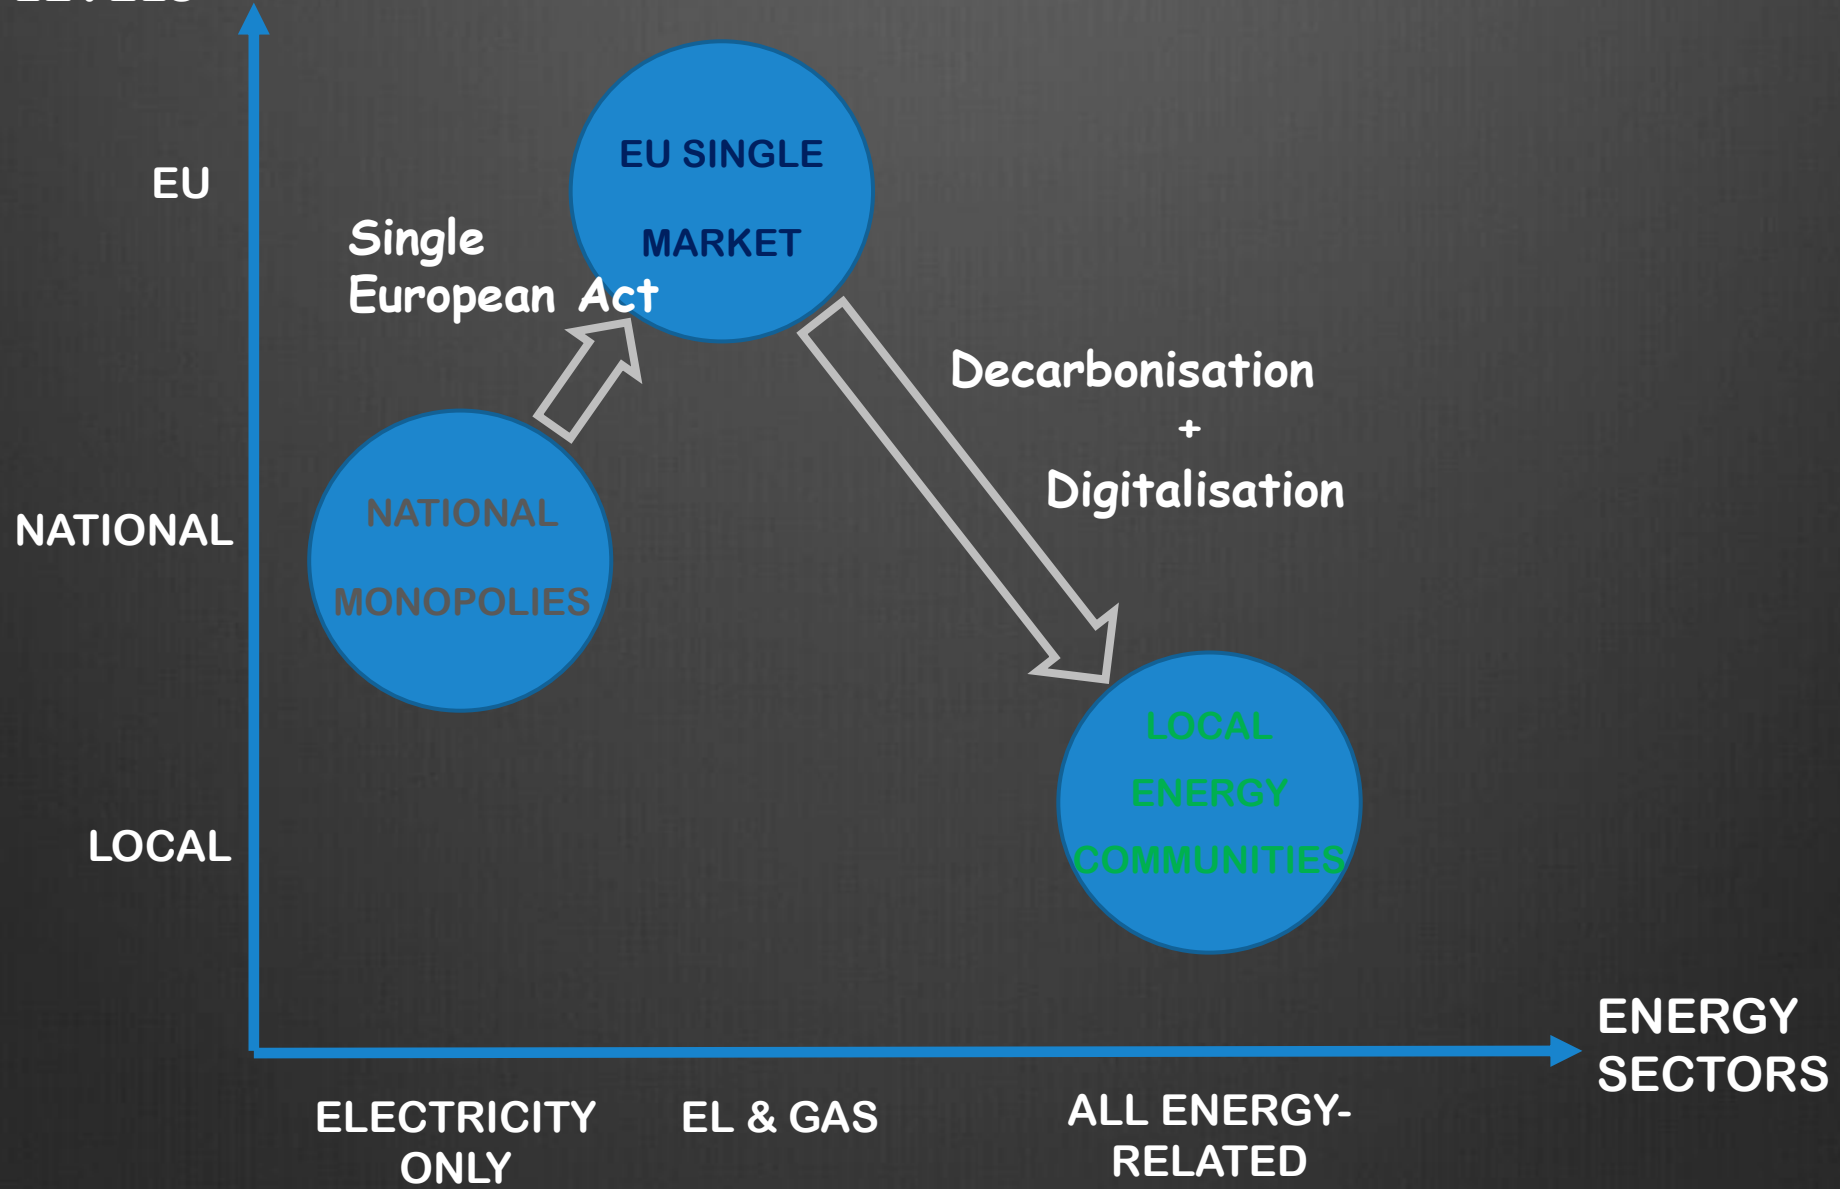 EU
EU SINGLE
MARKET
Single
European Act
Decarbonisation
+
Digitalisation
NATIONAL
NATIONAL
MONOPOLIES
LOCAL
LOCAL
ENERGY
COMMUNITIES
ENERGY
SECTORS
ELECTRICITY
ONLY
EL & GAS
ALL ENERGY-
RELATED